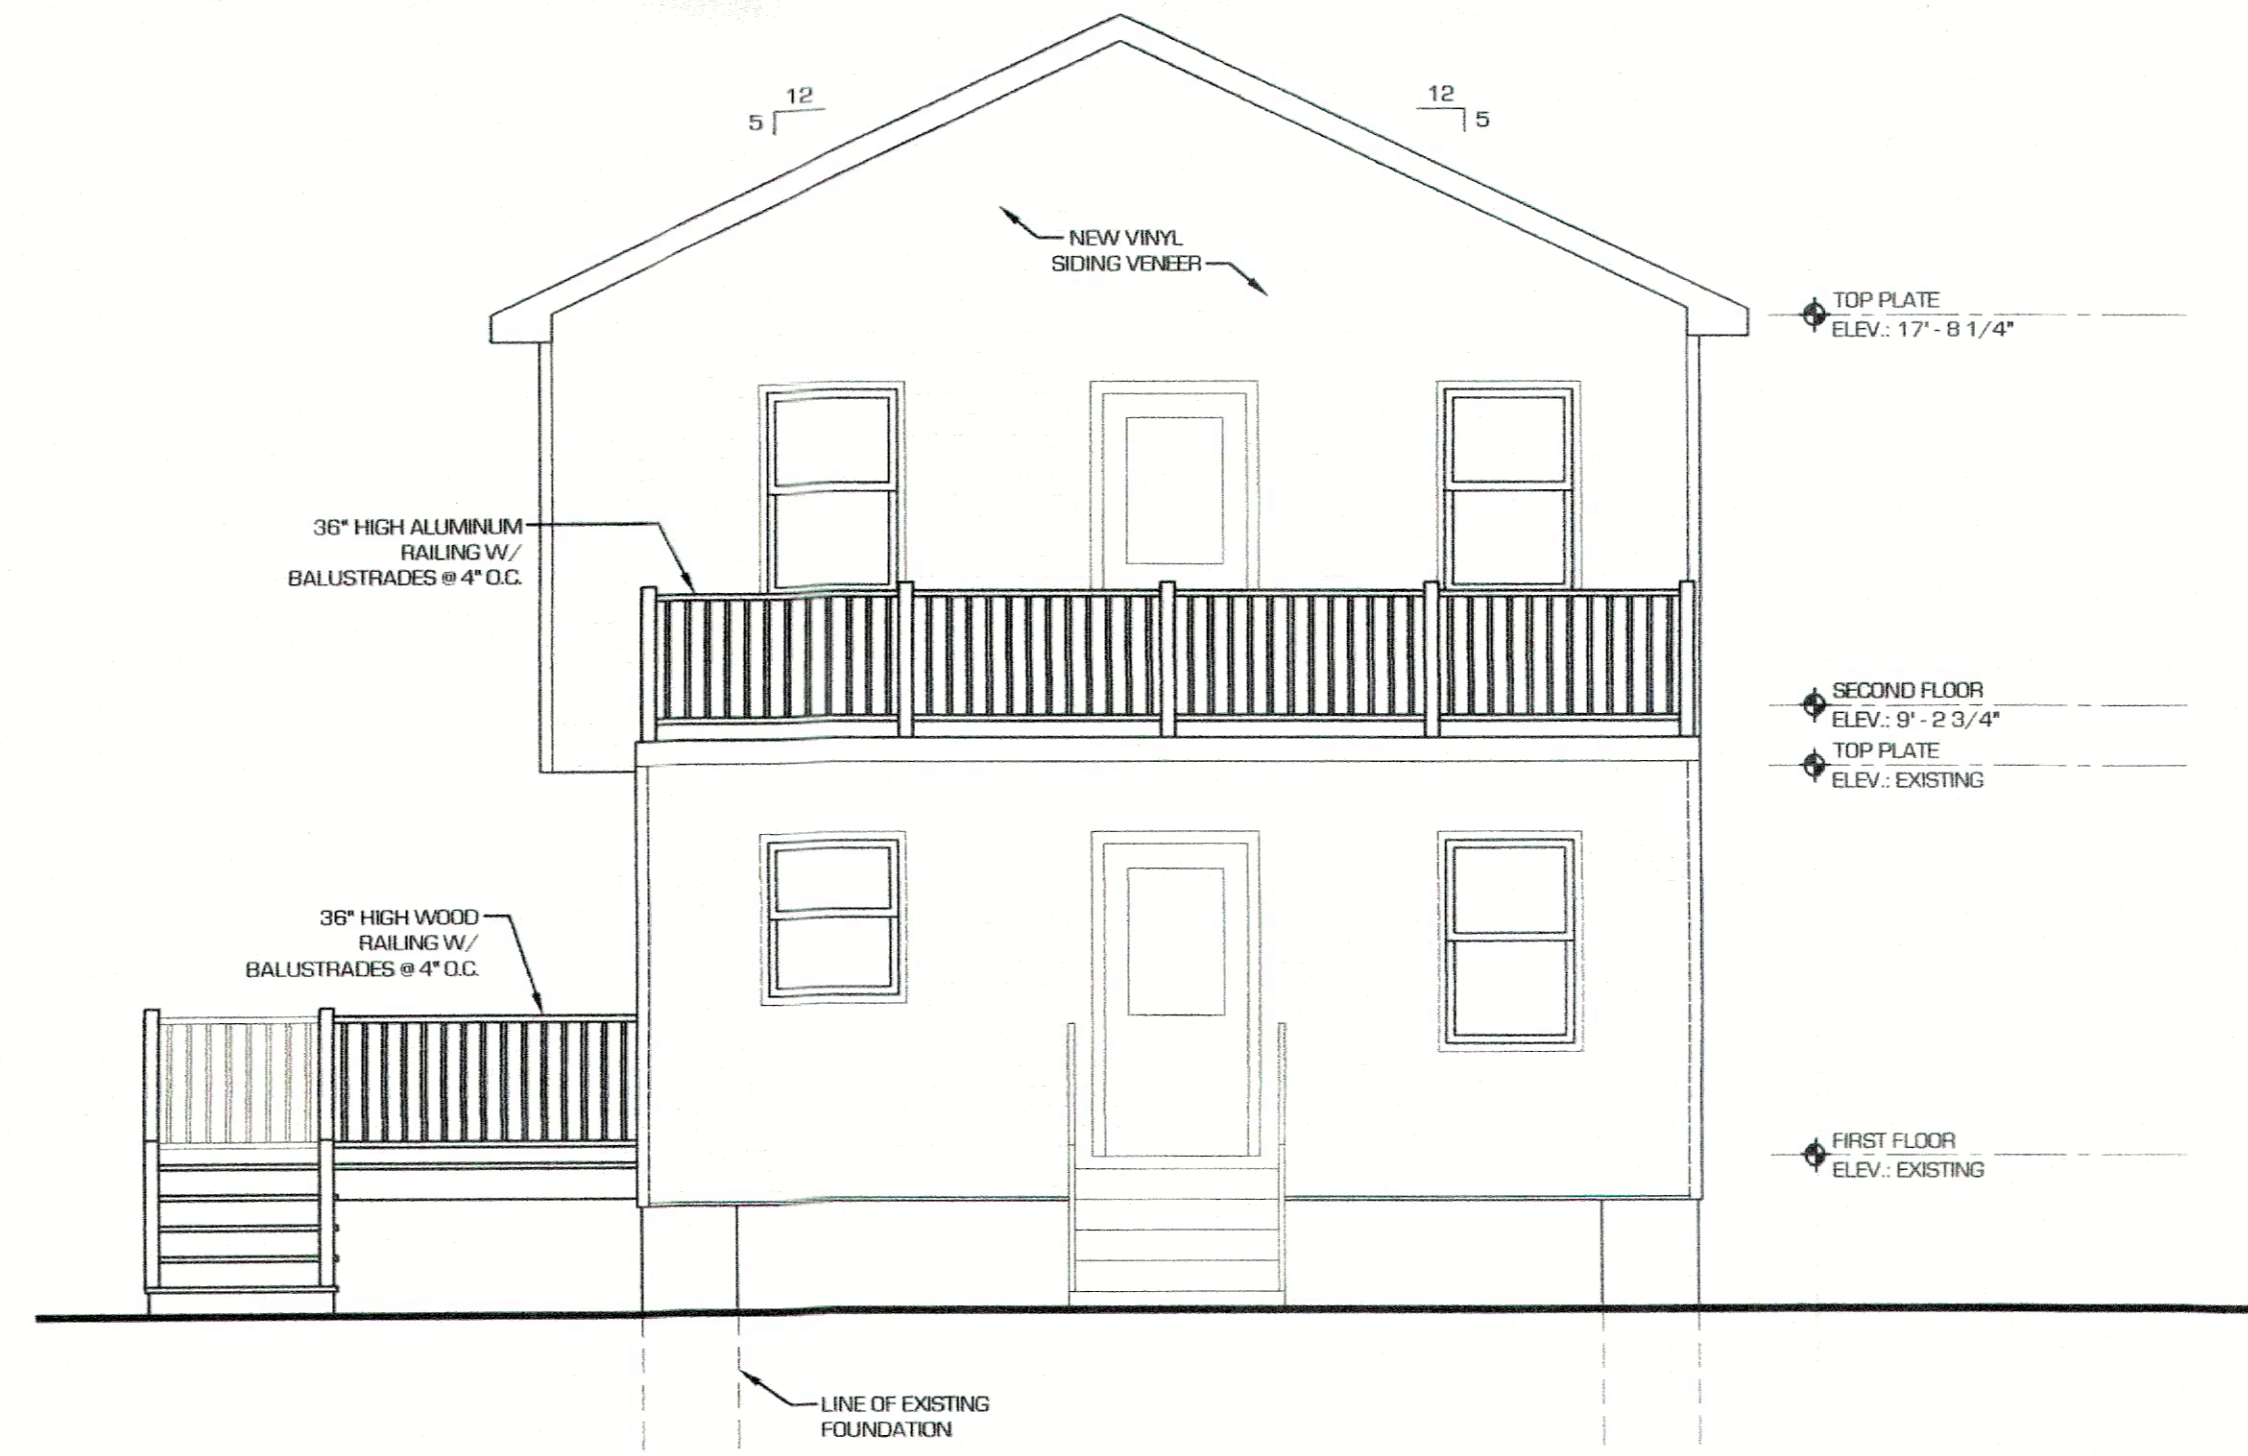 12
5
12
5
NEW VINYL
SIDING VENEER
TOP PLATE
ELEV.: 17' - 8 1/4"
36" HIGH ALUMINUM
RAILING W/
BALUSTRADES @ 4" O.C.
SECOND FLOOR
ELEV.: 9' - 2 3/4"
TOP PLATE
ELEV.: EXISTING
36" HIGH WOOD
RAILING W/
BALUSTRADES @ 4" O.C.
FIRST FLOOR
ELEV.: EXISTING
LINE OF EXISTING
FOUNDATION